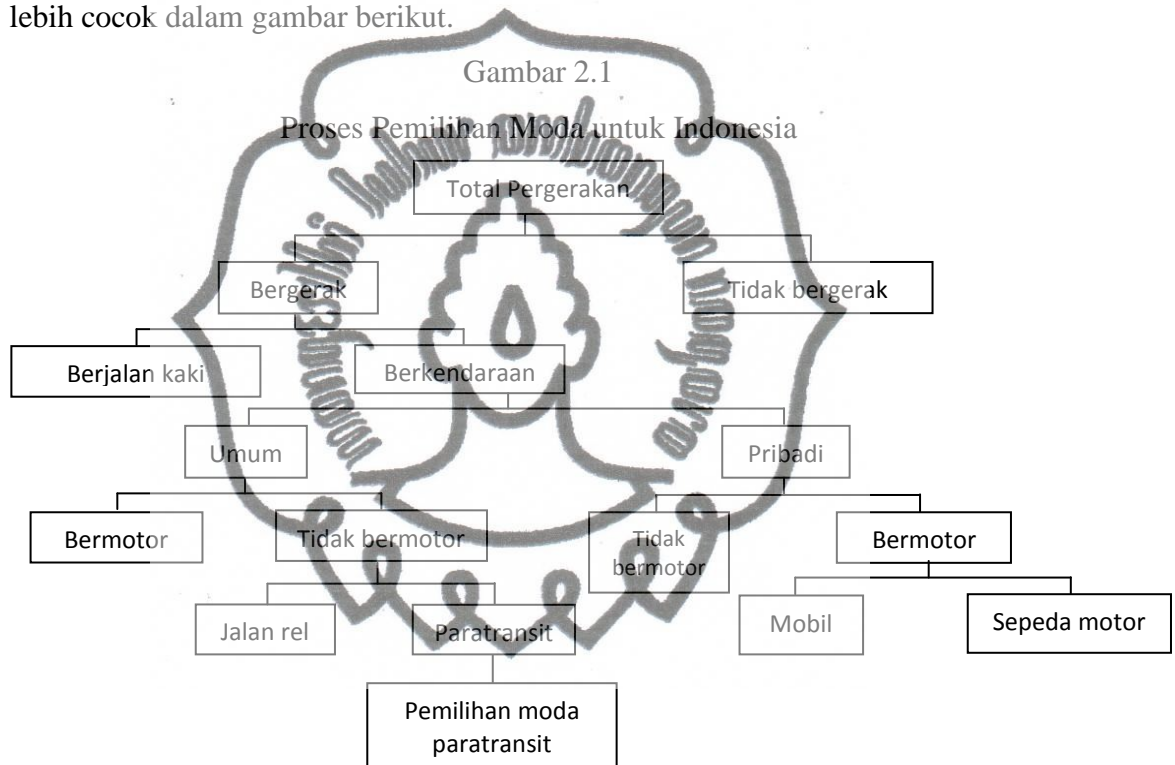 lebih cocok dalam gambar berikut.
Gambar 2.1
Proses Pemilihan Moda untuk Indonesia
Total Pergerakan
Bergerak
Tidak bergerak
Berjalan kaki
Berkendaraan
Umum
Pribadi
Bermotor
Tidak bermotor
Tidak
bermotor
Bermotor
Jalan rel
Paratransit
Mobil
Sepeda motor
Pemilihan moda
paratransit